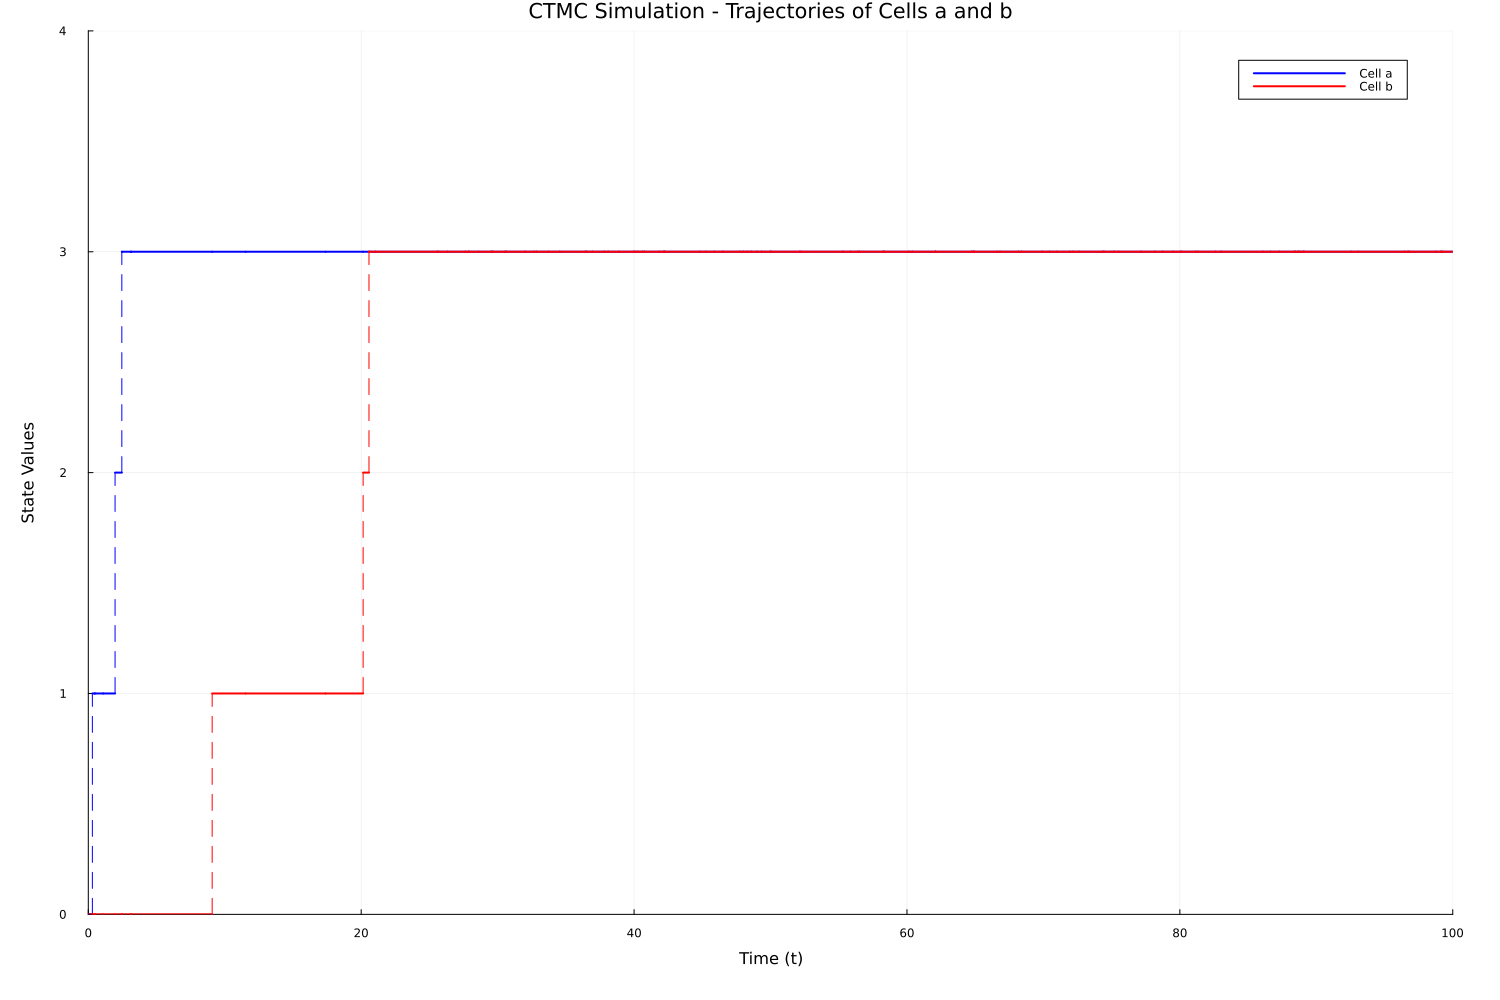 CTMC Simulation - Trajectories of Cells a and b
4
Cell a
Cell b
3
State Values
2
1
0
0 20 40 60 80 100
Time (t)